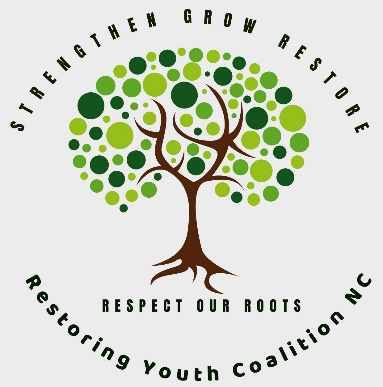 STRENGTHEN GROW RESTORE
RESPECT OUR ROOTS
Restoring Youth Coalition NC